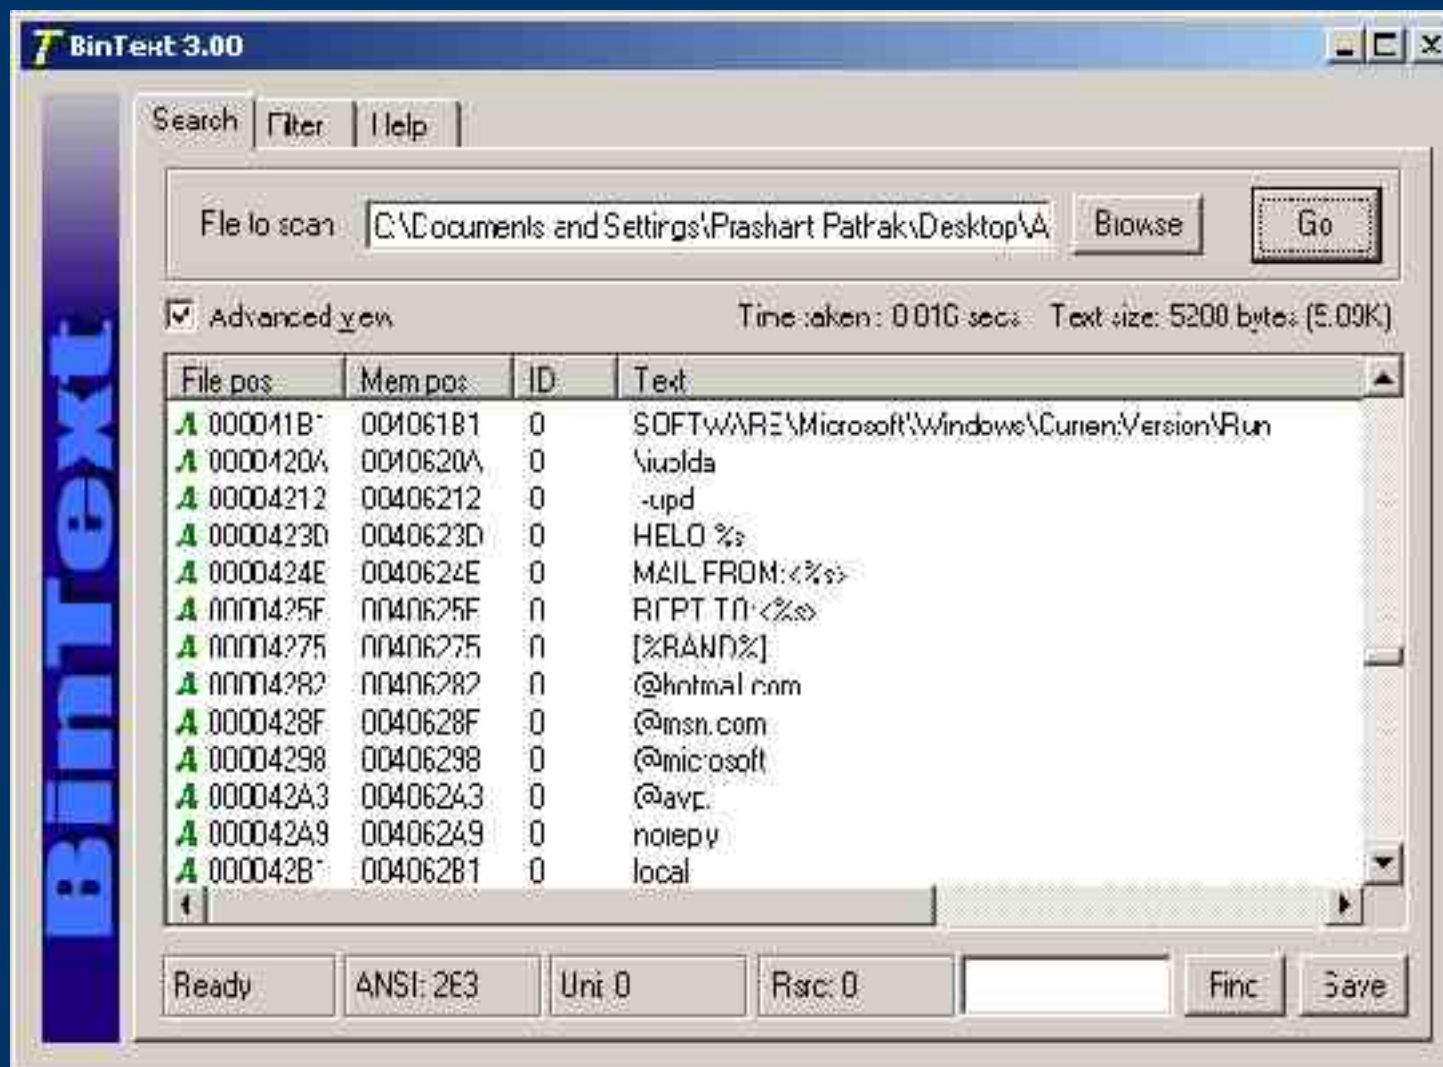 BinText 3.00
Search Filter Help
File to scan C:\Documents and Settings\Prashant Pathak\Desktop\A Browse Go
Advanced view Time taken : 0.016 secs Text size: 5200 bytes (5.09K)
File pos Mem pos ID Text
A 000041B1 004061B1 0 SOFTWARE\Microsoft\Windows\CurrentVersion\Run
A 0000420A 0040620A 0
A 00004212 00406212 0 -upd
A 0000423D 0040623D 0 HELO %s
A 0000424E 0040624E 0 MAIL FROM:<%s>
A 0000425F 0040625F 0 RCPT TO:<%s>
A 00004275 00406275 0 [%RAND%]
A 00004282 00406282 0 @hotmail.com
A 0000428F 0040628F 0 @msn.com
A 00004298 00406298 0 @microsoft
A 000042A3 004062A3 0 @avp.
A 000042A9 004062A9 0
A 000042B1 004062B1 0 local
Ready ANSI: 263 Uni: 0 Rsrc: 0 Find Save
BinText